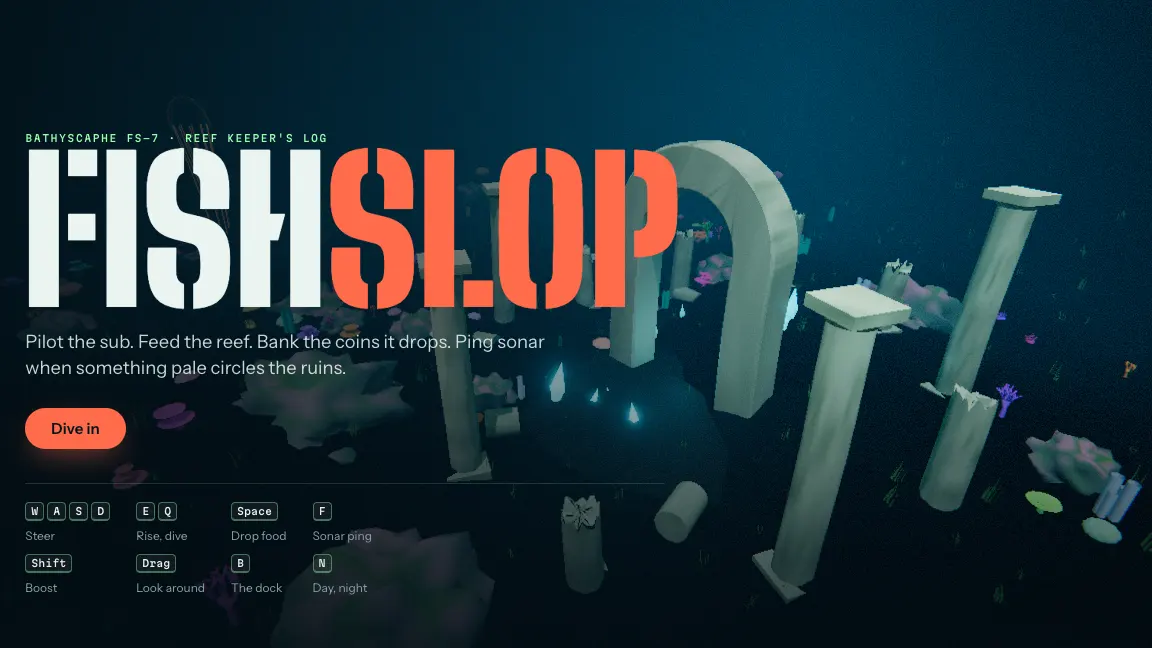 BATHYSCAPHE FS-7 · REEF KEEPER'S LOG
FISHSLOP
Pilot the sub. Feed the reef. Bank the coins it drops. Ping sonar
when something pale circles the ruins.
Dive in
W A S D E Q Space F
Steer Rise, dive Drop food Sonar ping
Shift Drag B N
Boost Look around The dock Day, night